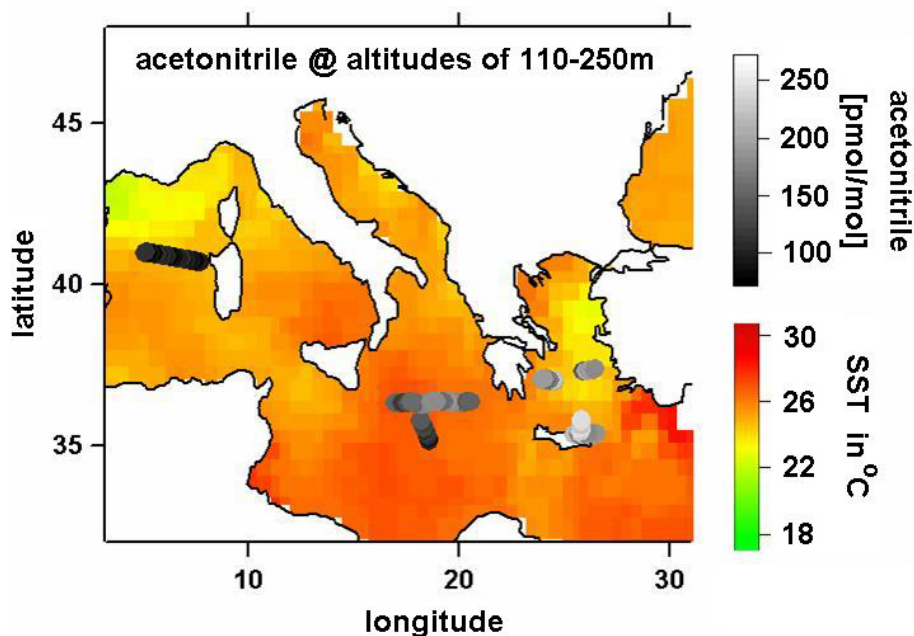 acetonitrile @ altitudes of 110-250m
45
40
35
latitude
10
20
30
longitude
250
200
150
100
acetonitrile
[pmol/mol]
30
26
22
18
SST in °C